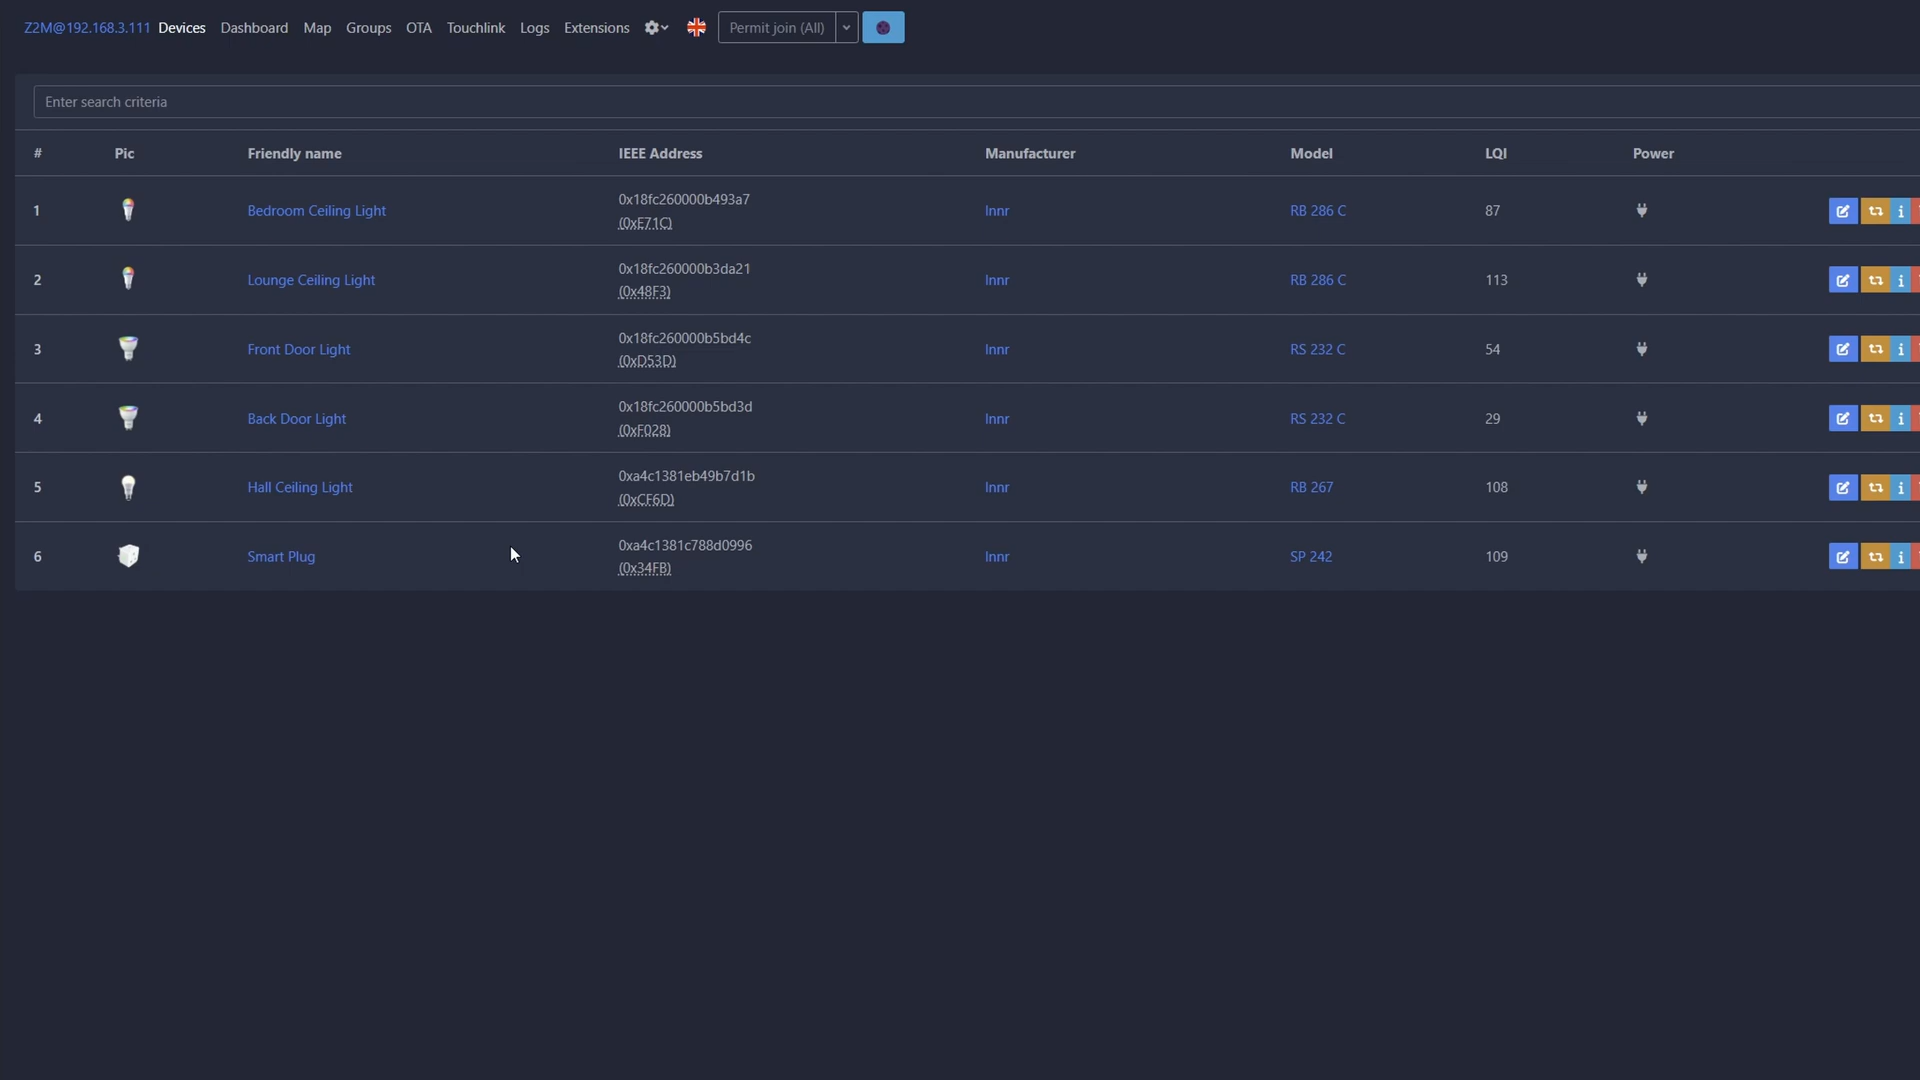 Z2M@192.168.3.111 Devices Dashboard Map Groups OTA Touchlink Logs Extensions Permit join (All)
Enter search criteria
# Pic Friendly name IEEE Address Manufacturer Model LQI Power
1 Bedroom Ceiling Light 0x18fc260000b493a7 (0xE71C) Innr RB 286 C 87
2 Lounge Ceiling Light 0x18fc260000b3da21 (0x48F3) Innr RB 286 C 113
3 Front Door Light 0x18fc260000b5bd4c (0xD53D) Innr RS 232 C 54
4 Back Door Light 0x18fc260000b5bd3d (0xF028) Innr RS 232 C 29
5 Hall Ceiling Light 0xa4c1381eb49b7d1b (0xCF6D) Innr RB 267 108
6 Smart Plug 0xa4c1381c788d0996 (0x34FB) Innr SP 242 109